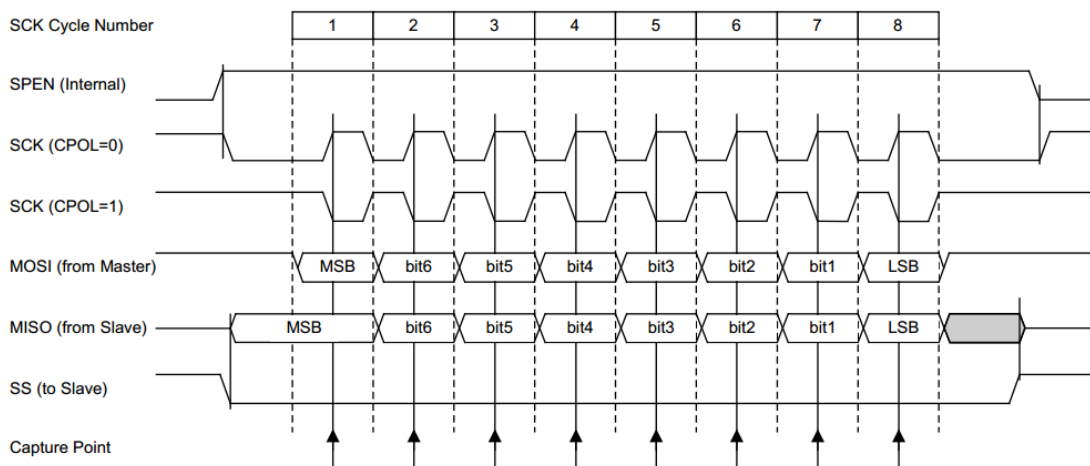 SCK Cycle Number 1 2 3 4 5 6 7 8
SPEN (Internal)
SCK (CPOL=0)
SCK (CPOL=1)
MOSI (from Master) MSB bit6 bit5 bit4 bit3 bit2 bit1 LSB
MISO (from Slave) MSB bit6 bit5 bit4 bit3 bit2 bit1 LSB
SS (to Slave)
Capture Point